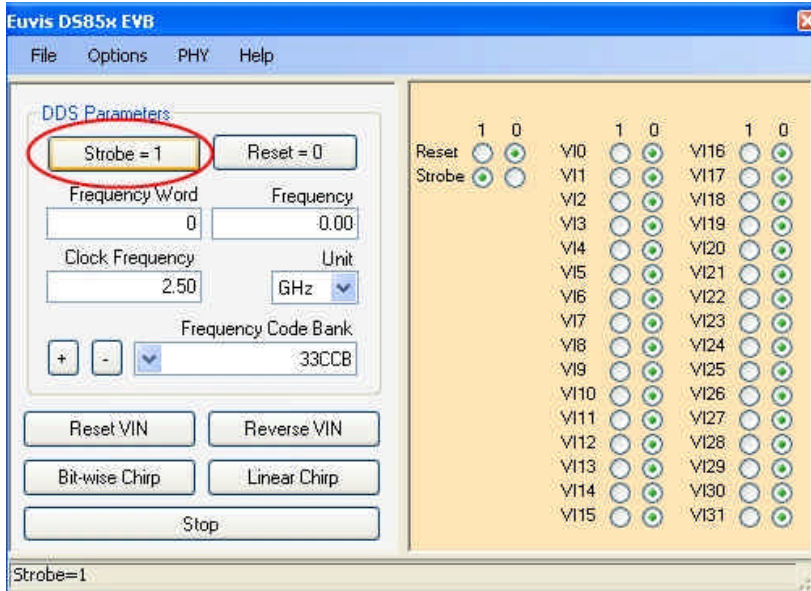 Euvis DS85x EVB
File Options PHY Help
DDS Parameters
Strobe = 1 Reset = 0
Frequency Word Frequency
0 0.00
Clock Frequency Unit
2.50 GHz
Frequency Code Bank
+ - 33CCB
Reset VIN Reverse VIN
Bit-wise Chirp Linear Chirp
Stop
1 0 1 0 1 0
Reset VI0 VI16
Strobe VI1 VI17
VI2 VI18
VI3 VI19
VI4 VI20
VI5 VI21
VI6 VI22
VI7 VI23
VI8 VI24
VI9 VI25
VI10 VI26
VI11 VI27
VI12 VI28
VI13 VI29
VI14 VI30
VI15 VI31
Strobe=1